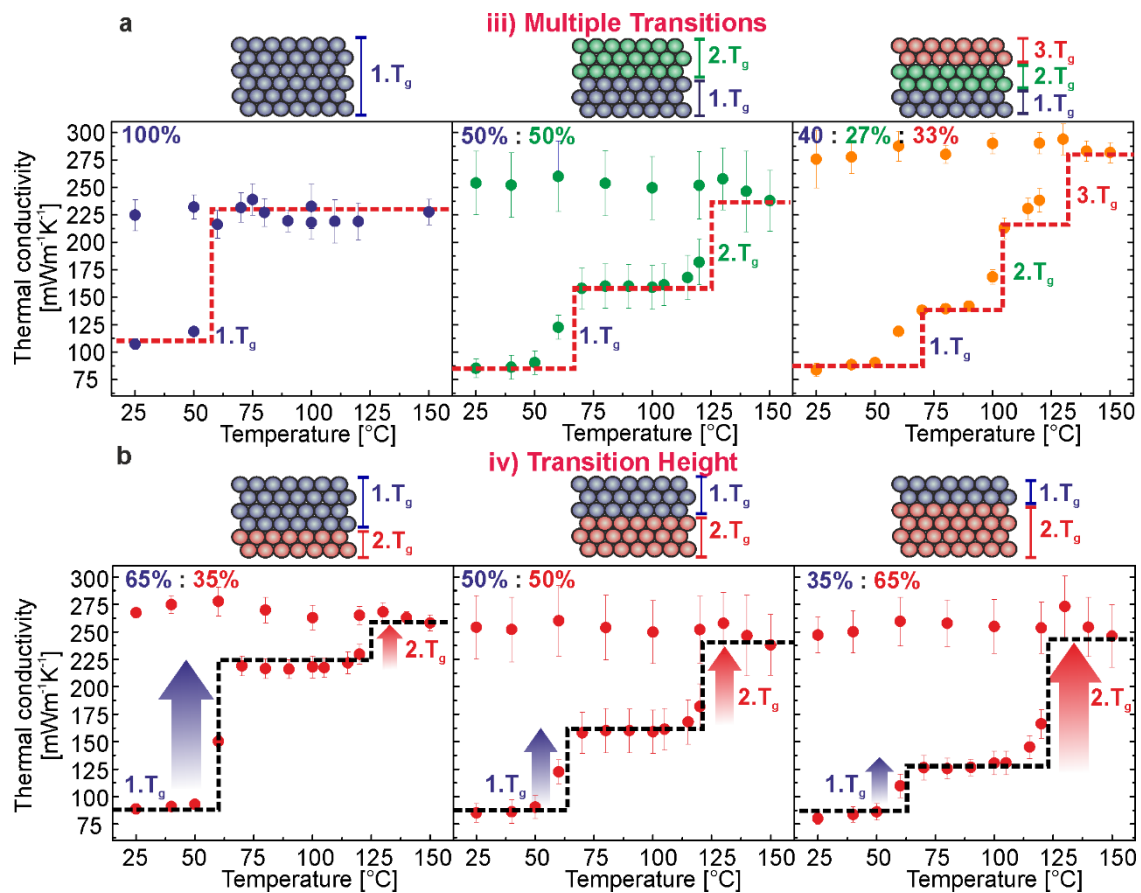 a
iii) Multiple Transitions
1.Tg
2.Tg
1.Tg
3.Tg
2.Tg
1.Tg
Thermal conductivity
[mWm⁻¹K⁻¹]
300
275
250
225
200
175
150
125
100
75
100%
1.Tg
50% : 50%
2.Tg
1.Tg
40 : 27% : 33%
3.Tg
2.Tg
1.Tg
25 50 75 100 125 150
25 50 75 100 125 150
25 50 75 100 125 150
Temperature [°C]
Temperature [°C]
Temperature [°C]
b
iv) Transition Height
1.Tg
2.Tg
1.Tg
2.Tg
1.Tg
2.Tg
Thermal conductivity
[mWm⁻¹K⁻¹]
300
275
250
225
200
175
150
125
100
75
65% : 35%
2.Tg
1.Tg
50% : 50%
2.Tg
1.Tg
35% : 65%
2.Tg
1.Tg
25 50 75 100 125 150
25 50 75 100 125 150
25 50 75 100 125 150
Temperature [°C]
Temperature [°C]
Temperature [°C]